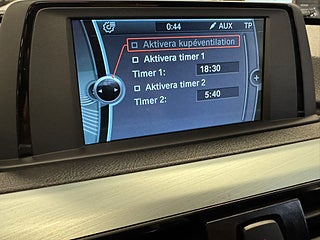 0:44 AUX TP
Aktivera kupéventilation
Aktivera timer 1
Timer 1: 18:30
Aktivera timer 2
Timer 2: 5:40